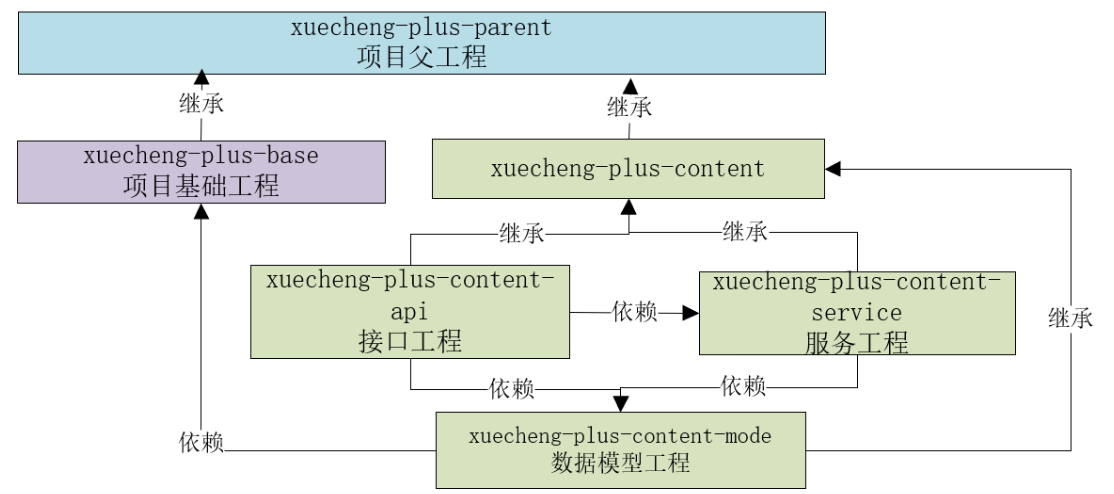 xuecheng-plus-parent
项目父工程
继承
继承
xuecheng-plus-base
项目基础工程
xuecheng-plus-content
继承
继承
xuecheng-plus-content-
api
接口工程
依赖
xuecheng-plus-content-
service
服务工程
继承
依赖
依赖
依赖
xuecheng-plus-content-mode
数据模型工程